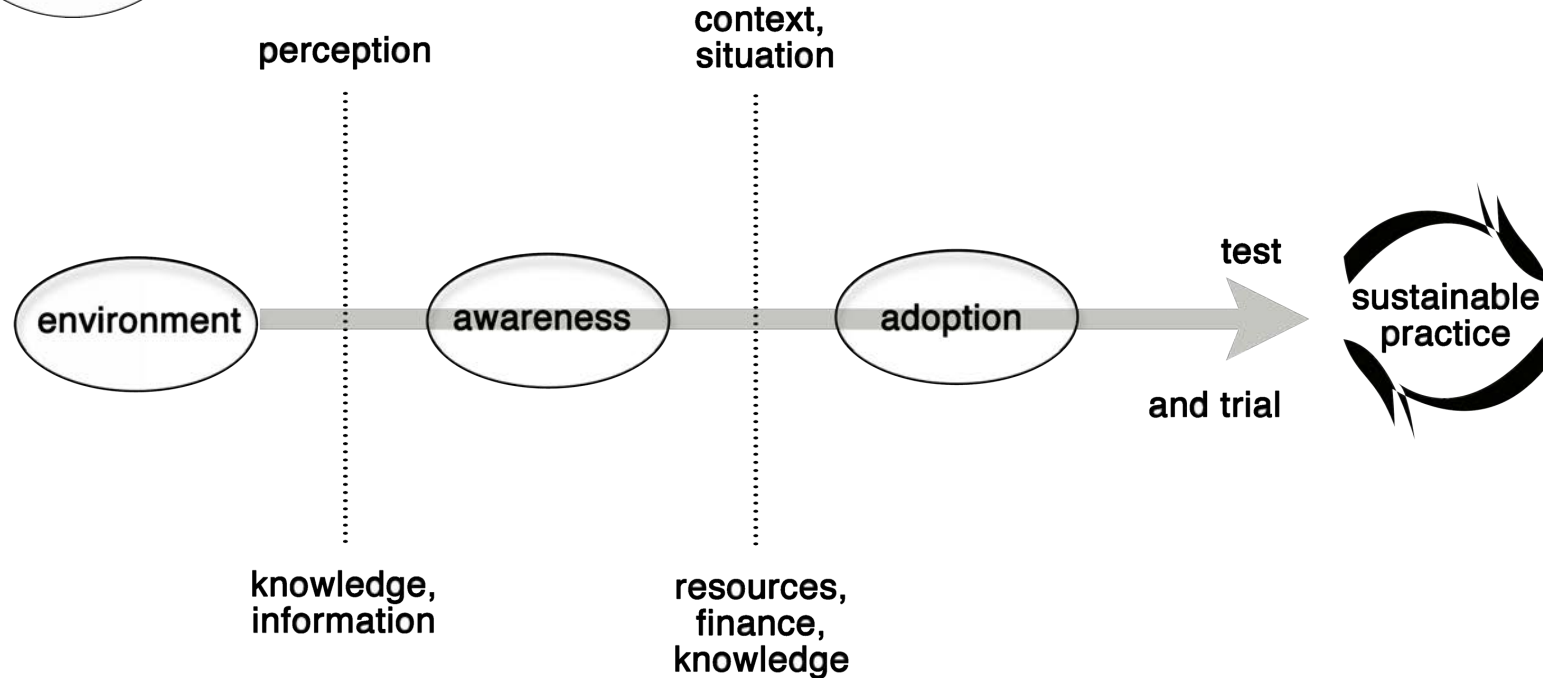 perception
context,
situation
environment
awareness
adoption
test
and trial
sustainable
practice
knowledge,
information
resources,
finance,
knowledge